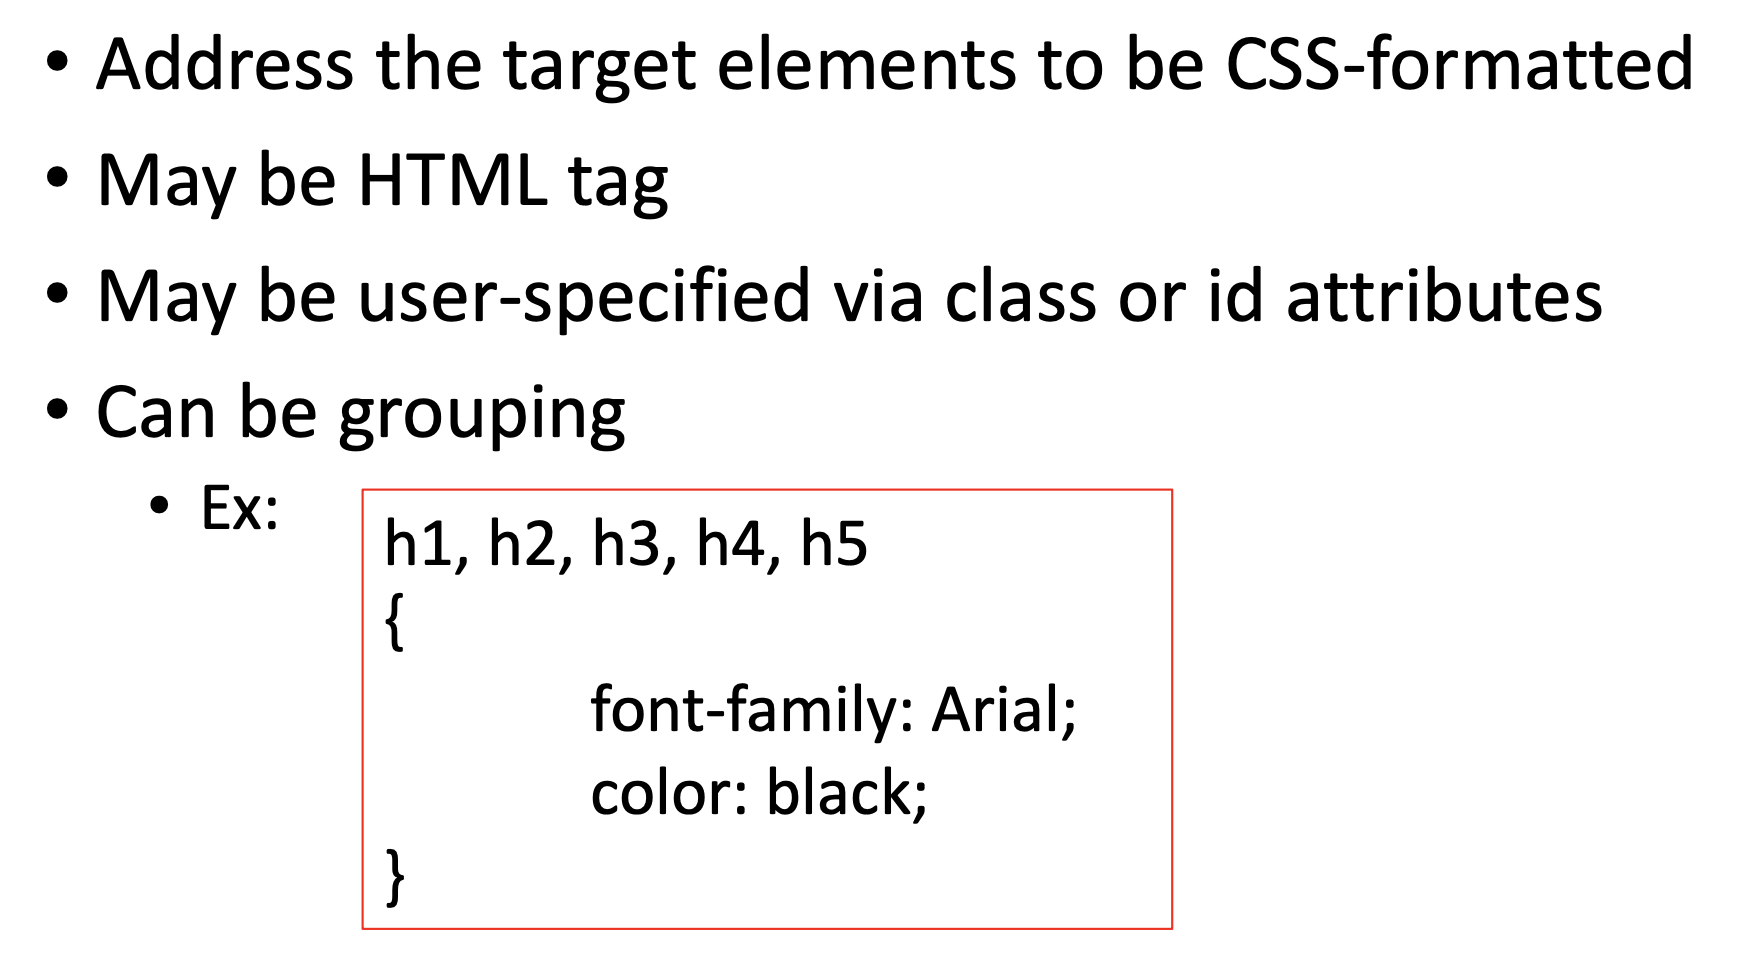 • Address the target elements to be CSS-formatted
• May be HTML tag
• May be user-specified via class or id attributes
• Can be grouping
• Ex:
h1, h2, h3, h4, h5
{
font-family: Arial;
color: black;
}